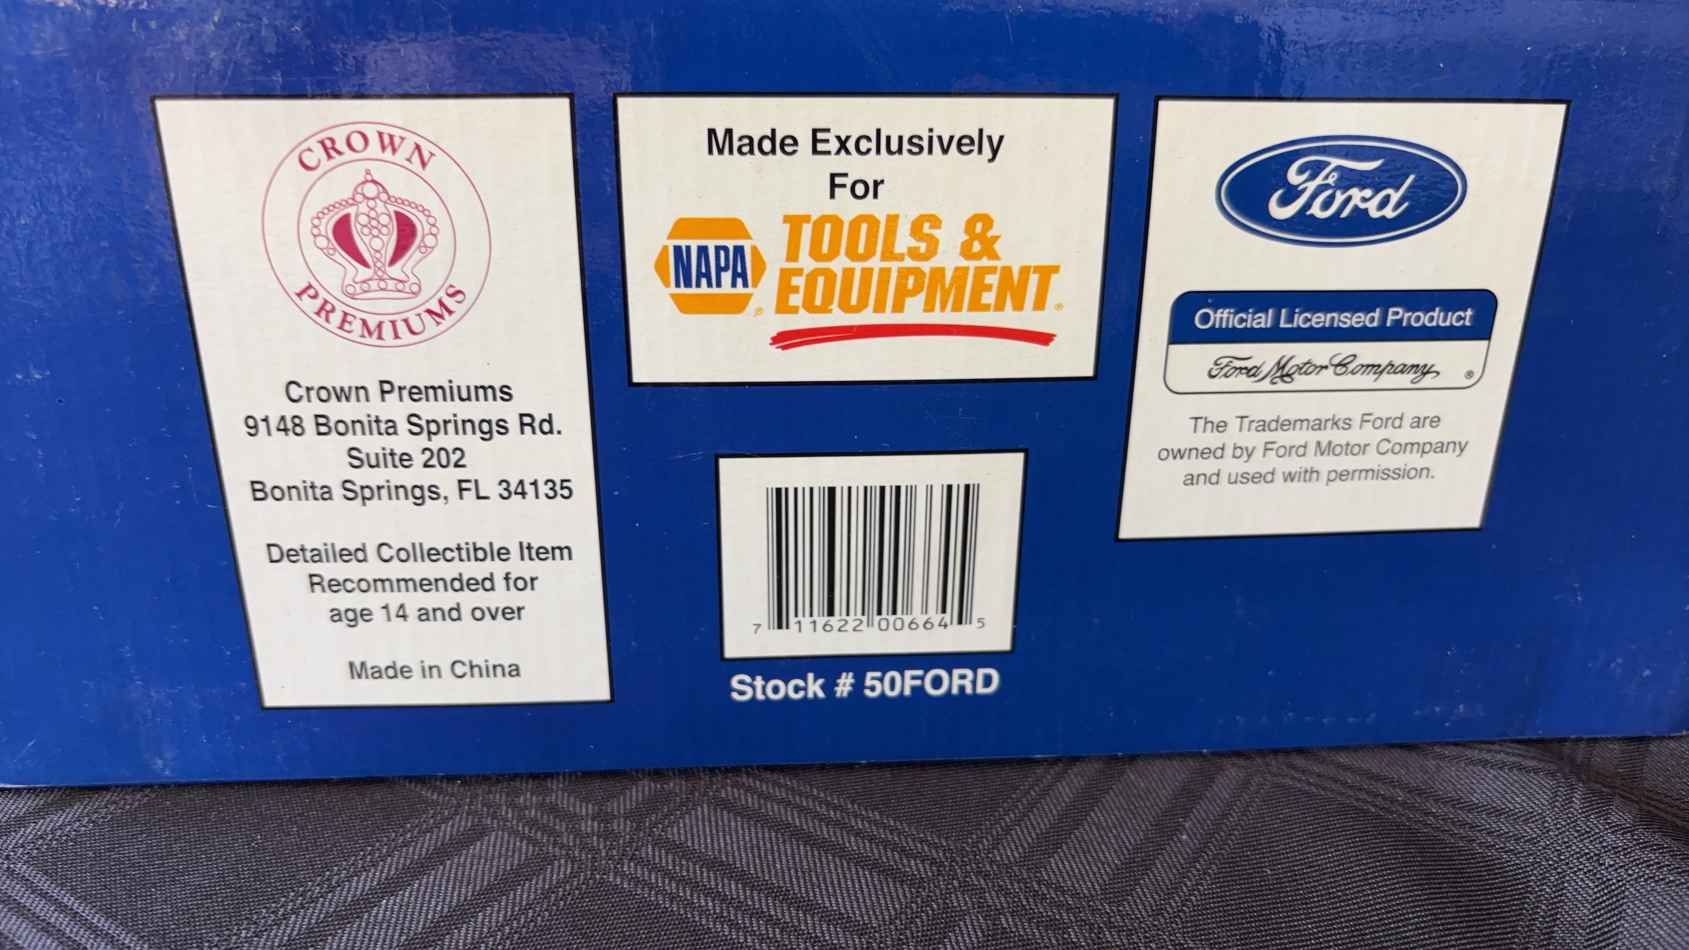 CROWN
PREMIUMS
Crown Premiums
9148 Bonita Springs Rd.
Suite 202
Bonita Springs, FL 34135
Detailed Collectible Item
Recommended for
age 14 and over
Made in China
Made Exclusively
For
NAPA®
TOOLS &
EQUIPMENT®
7 11622 00664 5
Stock # 50FORD
Ford
Official Licensed Product
Ford Motor Company ®
The Trademarks Ford are
owned by Ford Motor Company
and used with permission.